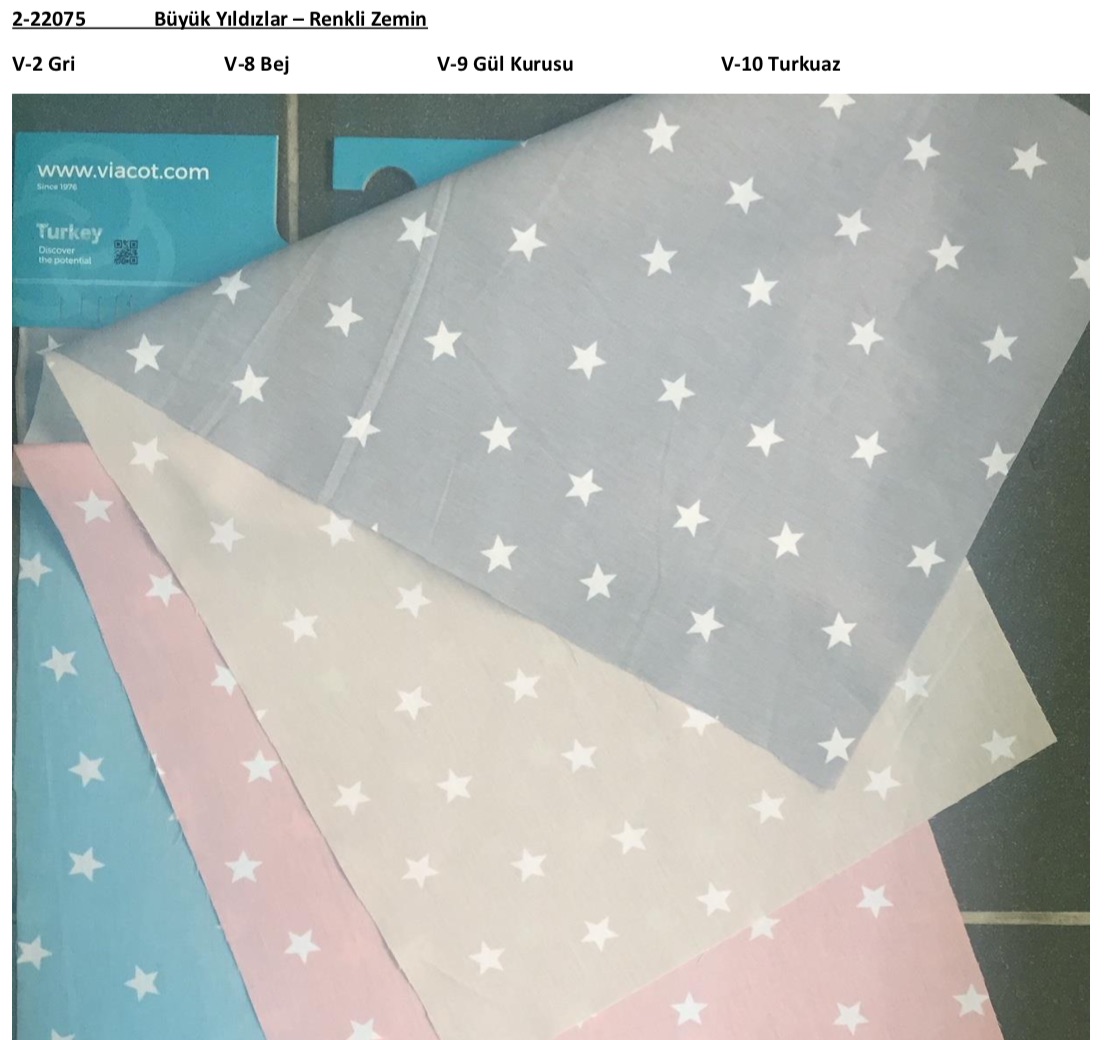 2-22075 Büyük Yıldızlar – Renkli Zemin
V-2 Gri V-8 Bej V-9 Gül Kurusu V-10 Turkuaz
www.viacot.com
Since 1976
Turkey
Discover
the potential